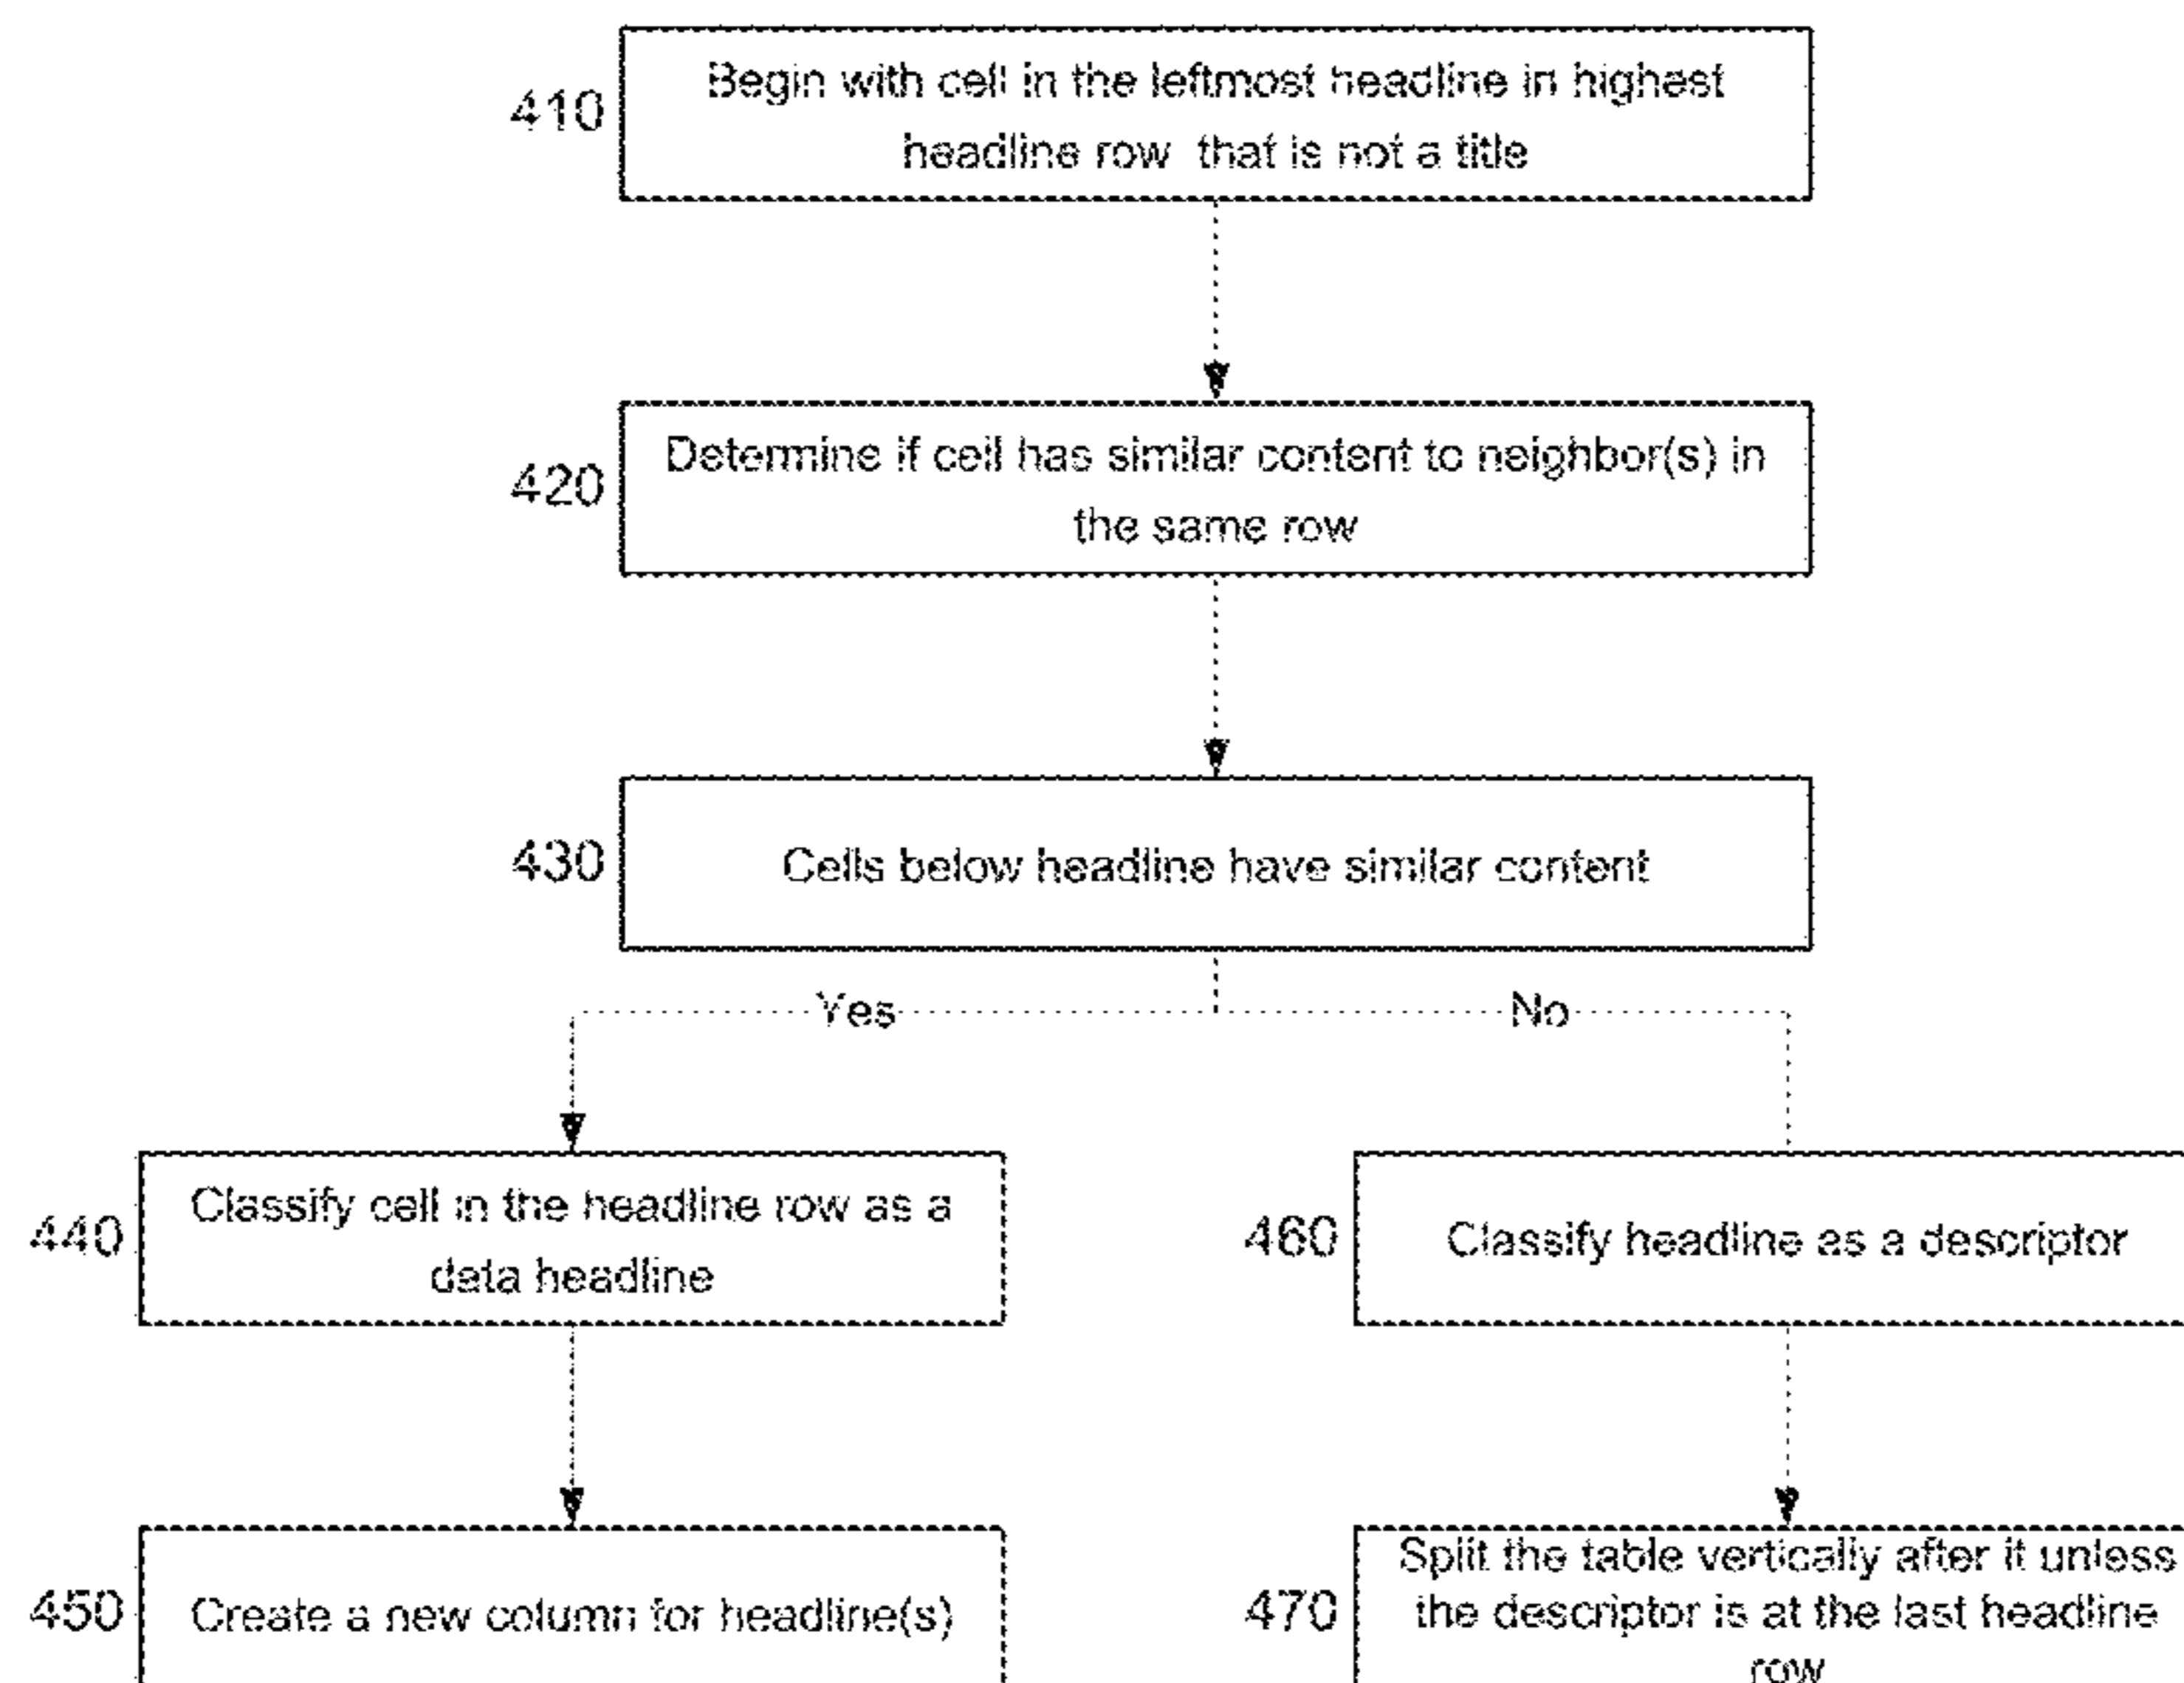 410
Begin with cell in the leftmost headline in highest
headline row that is not a title
420
Determine if cell has similar content to neighbor(s) in
the same row
430
Cells below headline have similar content
Yes
No
440
Classify cell in the headline row as a
data headline
460
Classify headline as a descriptor
450
Create a new column for headline(s)
470
Split the table vertically after it unless
the descriptor is at the last headline
row